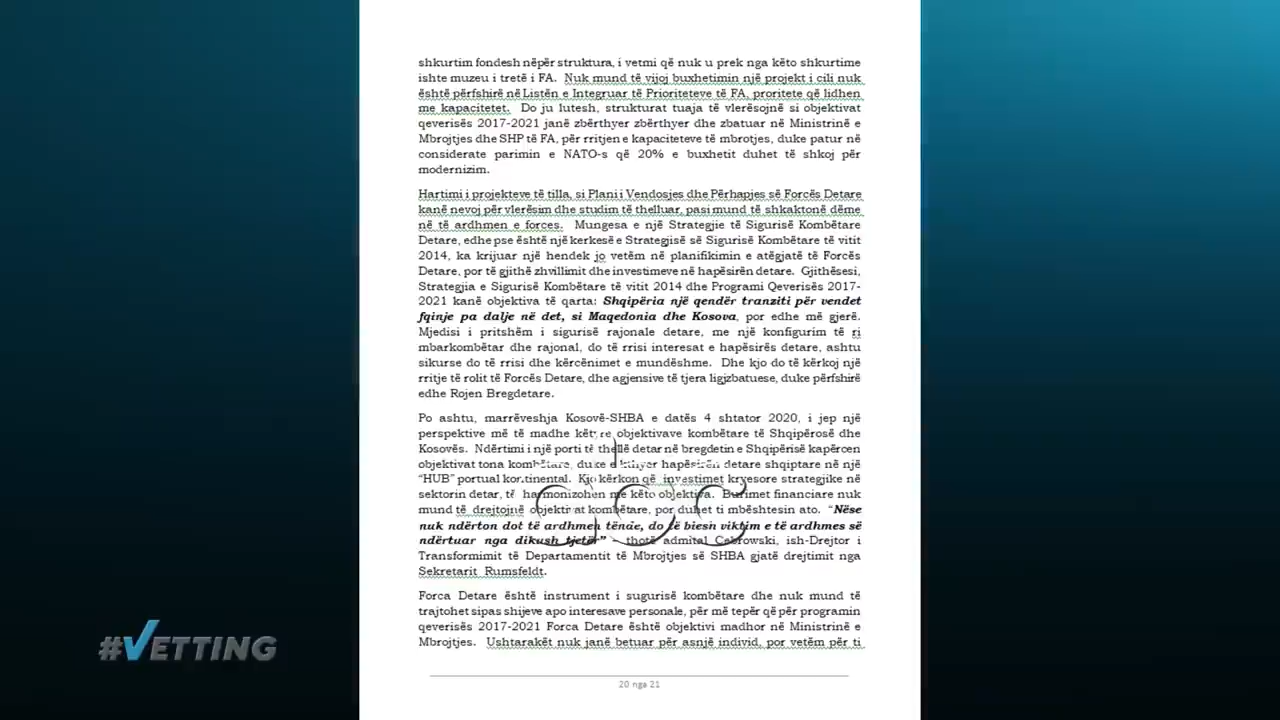 shkurtim fondesh nëpër struktura, i vetmi që nuk u prek nga këto shkurtime
ishte muzeu i tretë i FA. Nuk mund të vijoj buxhetimin një projekt i cili nuk
është përfshirë në Listën e Integruar të Prioriteteve të FA, proritete që lidhen
me kapacitetet. Do ju lutesh, strukturat tuaja të vlerësojnë si objektivat
qeverisës 2017-2021 janë zbërthyer zbërthyer dhe zbatuar në Ministrinë e
Mbrojtjes dhe SHP të FA, për rritjen e kapaciteteve të mbrotjes, duke patur në
considerate parimin e NATO-s që 20% e buxhetit duhet të shkoj për
modernizim.
Hartimi i projekteve të tilla, si Plani i Vendosjes dhe Përhapjes së Forcës Detare
kanë nevoj për vlerësim dhe studim të thelluar, pasi mund të shkaktonë dëme
në të ardhmen e forces. Mungesa e një Strategjie të Sigurisë Kombëtare
Detare, edhe pse është një kerkesë e Strategjisë së Sigurisë Kombëtare të vitit
2014, ka krijuar një hendek jo vetëm në planifikimin e atëgjatë të Forcës
Detare, por të gjithë zhvillimit dhe investimeve në hapësirën detare. Gjithësesi,
Strategjia e Sigurisë Kombëtare të vitit 2014 dhe Programi Qeverisës 2017-
2021 kanë objektiva të qarta: Shqipëria një qendër tranziti për vendet
fqinje pa dalje në det, si Maqedonia dhe Kosova, por edhe më gjerë.
Mjedisi i pritshëm i sigurisë rajonale detare, me një konfigurim të ri
mbarkombëtar dhe rajonal, do të rrisi interesat e hapësirës detare, ashtu
sikurse do të rrisi dhe kërcënimet e mundëshme. Dhe kjo do të kërkoj një
rritje të rolit të Forcës Detare, dhe agjensive të tjera ligjzbatuese, duke përfshirë
edhe Rojen Bregdetare.
Po ashtu, marrëveshja Kosovë-SHBA e datës 4 shtator 2020, i jep një
perspektive më të madhe këtyre objektivave kombëtare të Shqipërosë dhe
Kosovës. Ndërtimi i një porti të thellë detar në bregdetin e Shqipërisë kapërcen
objektivat tona kombëtare, duke kthyer hapësirën detare shqiptare në një
“HUB” portual kontinental. Kjo kërkon që investimet kryesore strategjike në
sektorin detar, të harmonizohen me këto objektiva. Burimet financiare nuk
mund të drejtojnë objektivat kombëtare, por duhet ti mbështesin ato. “Nëse
nuk ndërton dot të ardhmen tënde, do të biesh viktim e të ardhmes së
ndërtuar nga dikush tjetër” – thotë admital Cebrowski, ish-Drejtor i
Transformimit të Departamentit të Mbrojtjes së SHBA gjatë drejtimit nga
Sekretarit Rumsfeldt.
Forca Detare është instrument i sugurisë kombëtare dhe nuk mund të
trajtohet sipas shijeve apo interesave personale, për më tepër që për programin
qeverisës 2017-2021 Forca Detare është objektivi madhor në Ministrinë e
Mbrojtjes. Ushtarakët nuk janë betuar për asnjë individ, por vetëm për ti
20 nga 21
#VETTING